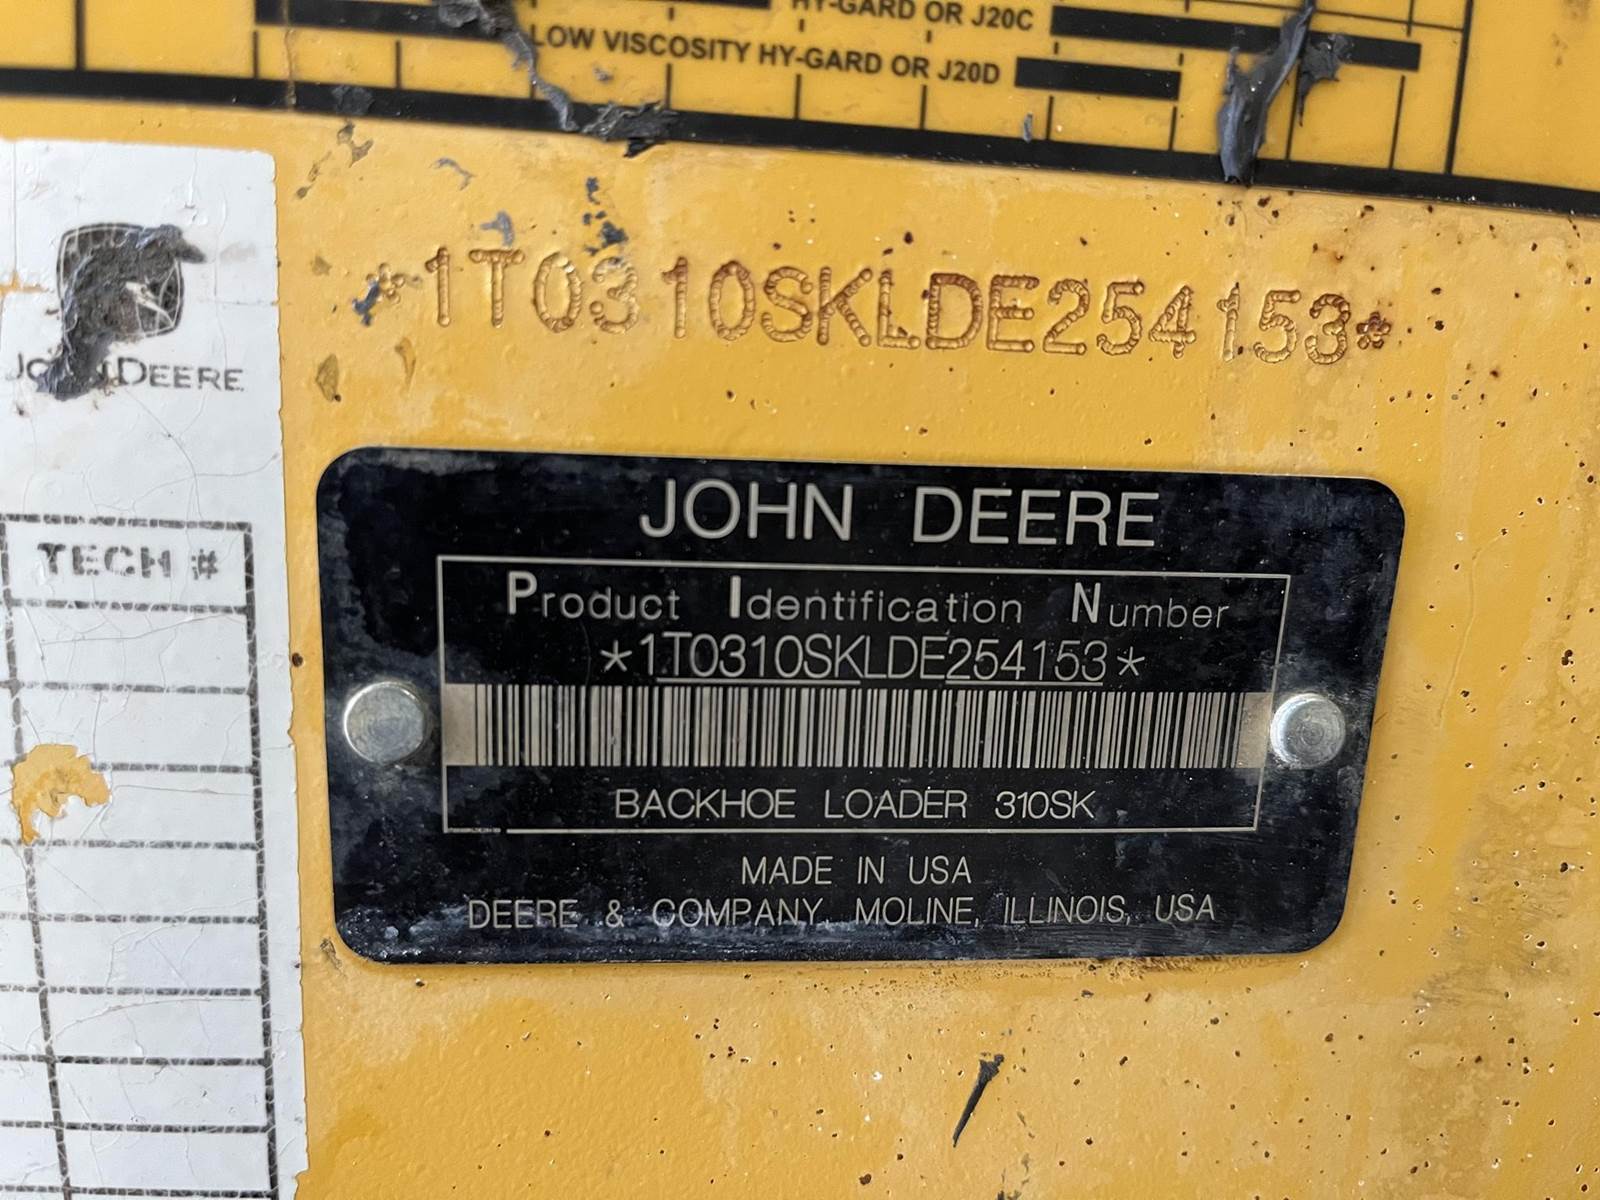 HY-GARD OR J20C
LOW VISCOSITY HY-GARD OR J20D
*1T0310SKLDE254153*
JOHN DEERE
TECH #
JOHN DEERE
Product Identification Number
*1T0310SKLDE254153*
BACKHOE LOADER 310SK
MADE IN USA
DEERE & COMPANY, MOLINE, ILLINOIS, USA